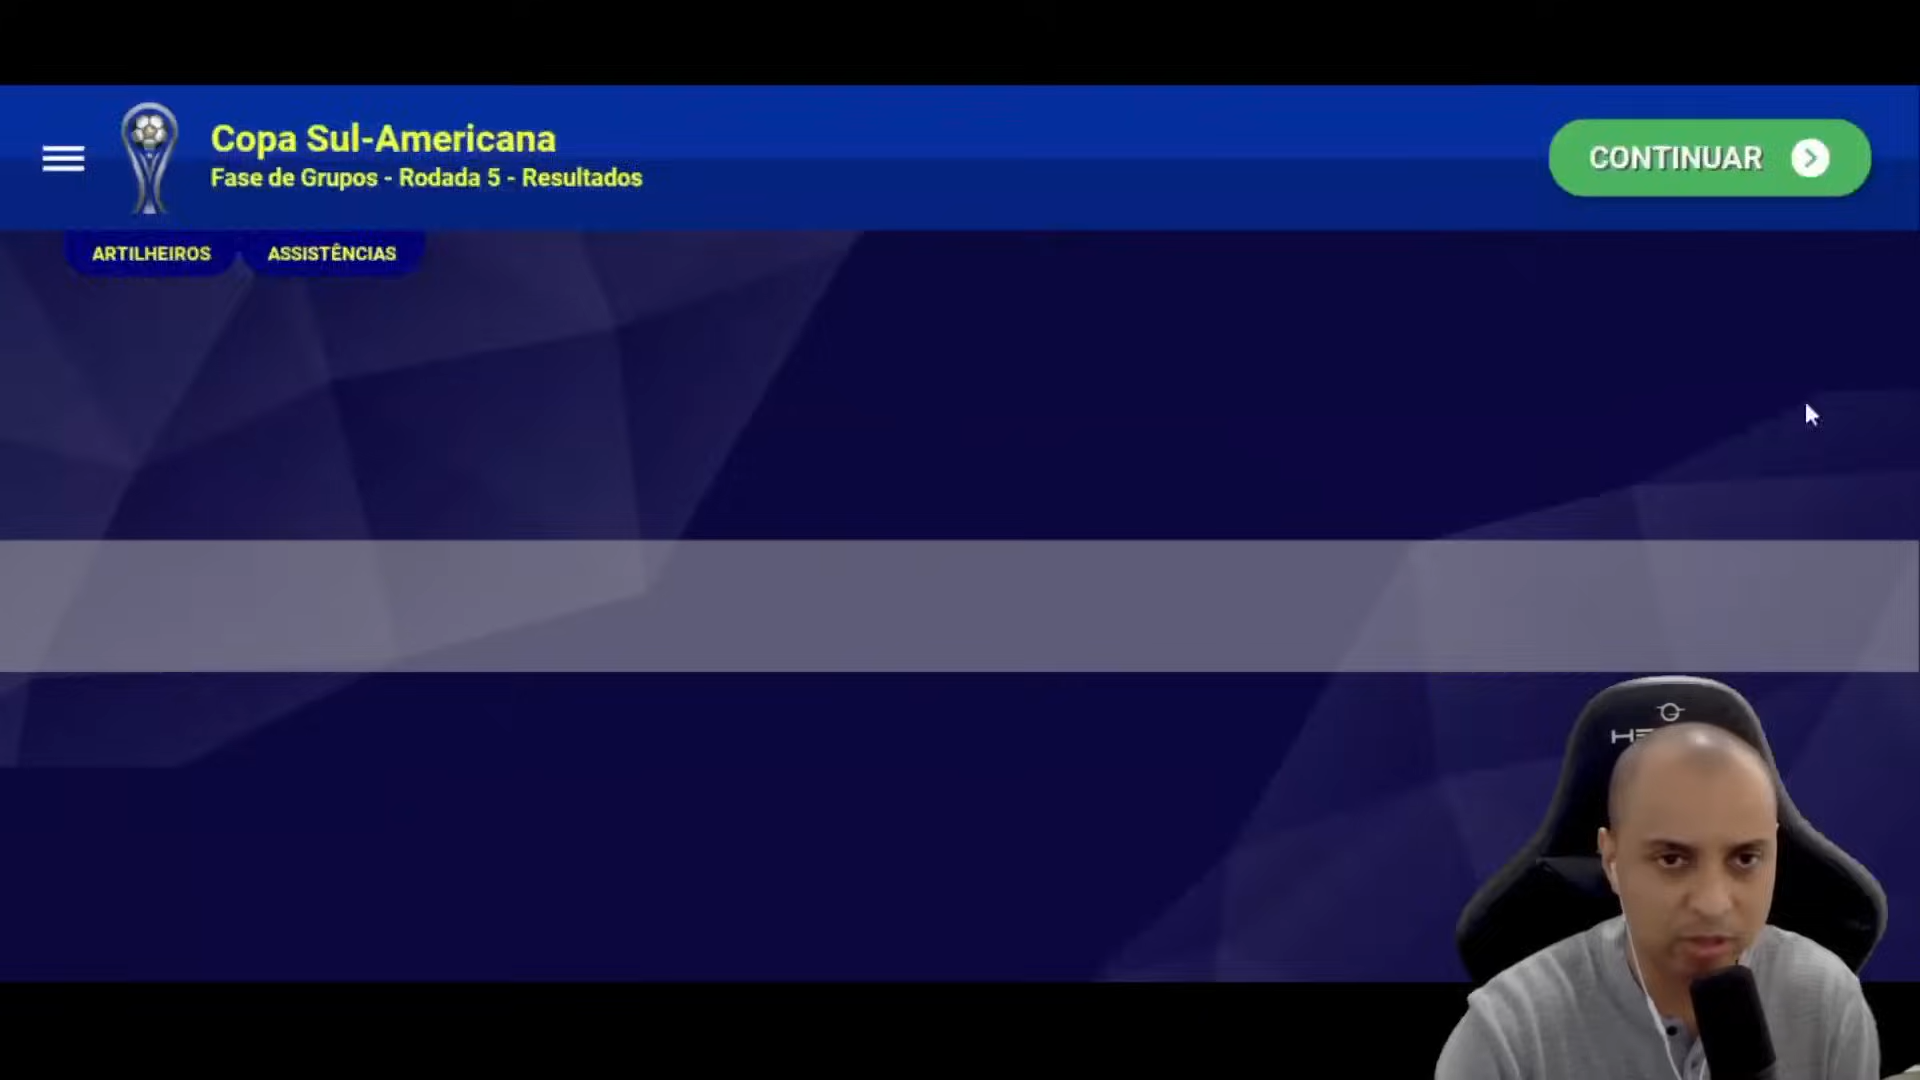 Copa Sul-Americana
Fase de Grupos - Rodada 5 - Resultados
CONTINUAR
ARTILHEIROS
ASSISTÊNCIAS